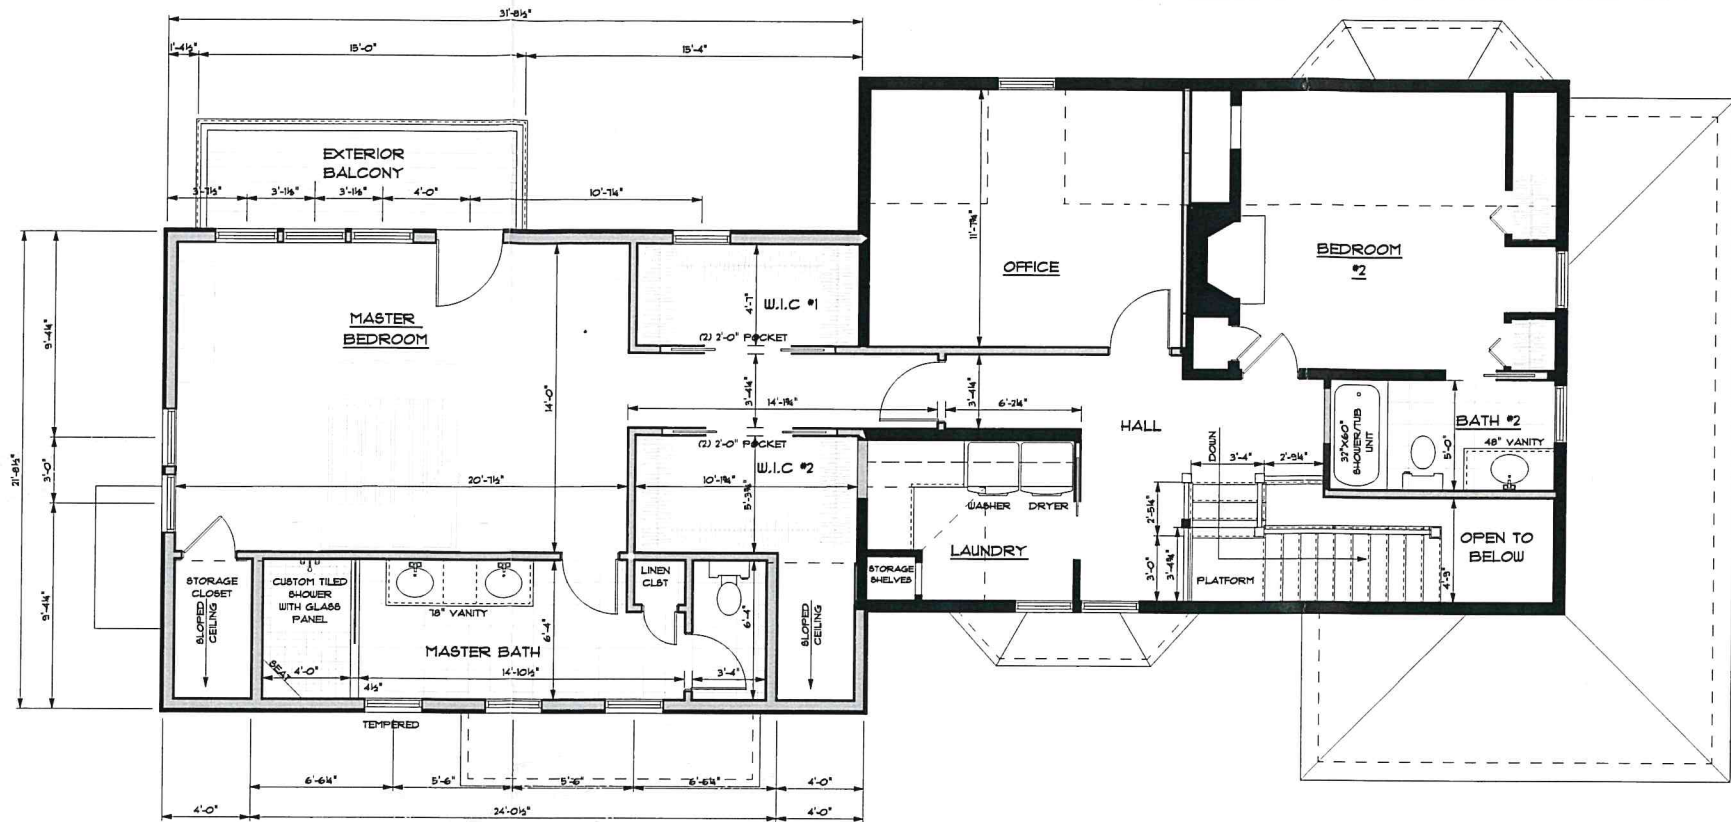 31'-8½"
1'-4½"
15'-0"
15'-4"
EXTERIOR
BALCONY
3'-7½"
3'-1½"
3'-1½"
4'-0"
10'-7¼"
21'-8½"
9'-4¼"
3'-0"
9'-4¼"
MASTER
BEDROOM
14'-0"
20'-7½"
4'-7"
W.I.C #1
(2) 2'-0" POCKET
3'-4¼"
14'-1¾"
3'-4¼"
6'-2¼"
(2) 2'-0" POCKET
W.I.C #2
10'-1¾"
5'-3¾"
11'-7¾"
OFFICE
BEDROOM
#2
HALL
DOWN
3'-4"
2'-9¼"
32"X60"
SHOWER/TUB
UNIT
BATH #2
5'-0"
48" VANITY
WASHER
DRYER
LAUNDRY
STORAGE
SHELVES
2'-5¼"
3'-0"
3'-4¾"
PLATFORM
OPEN TO
BELOW
4'-9"
STORAGE
CLOSET
SLOPED
CEILING
CUSTOM TILED
SHOWER
WITH GLASS
PANEL
SEAT
4'-0"
4½"
78" VANITY
MASTER BATH
14'-10½"
6'-4"
LINEN
CLST
6'-4"
3'-4"
SLOPED
CEILING
TEMPERED
6'-6¼"
5'-6"
5'-6"
6'-6¼"
4'-0"
4'-0"
24'-0½"
4'-0"